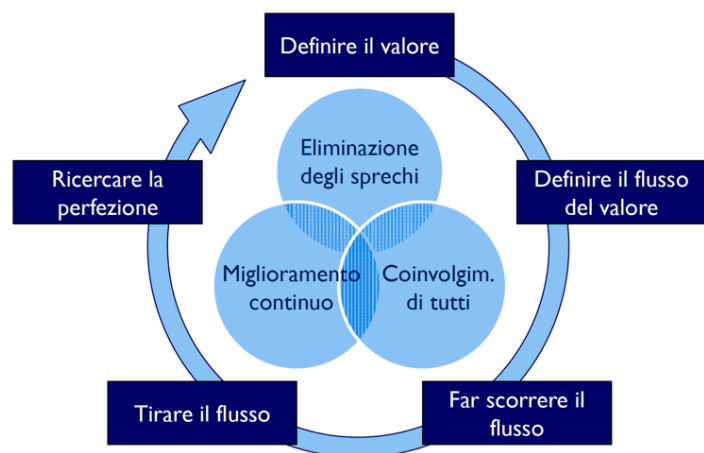 Definire il valore
Eliminazione
degli sprechi
Ricercare la
perfezione
Definire il flusso
del valore
Miglioramento
continuo
Coinvolgim.
di tutti
Tirare il flusso
Far scorrere il
flusso